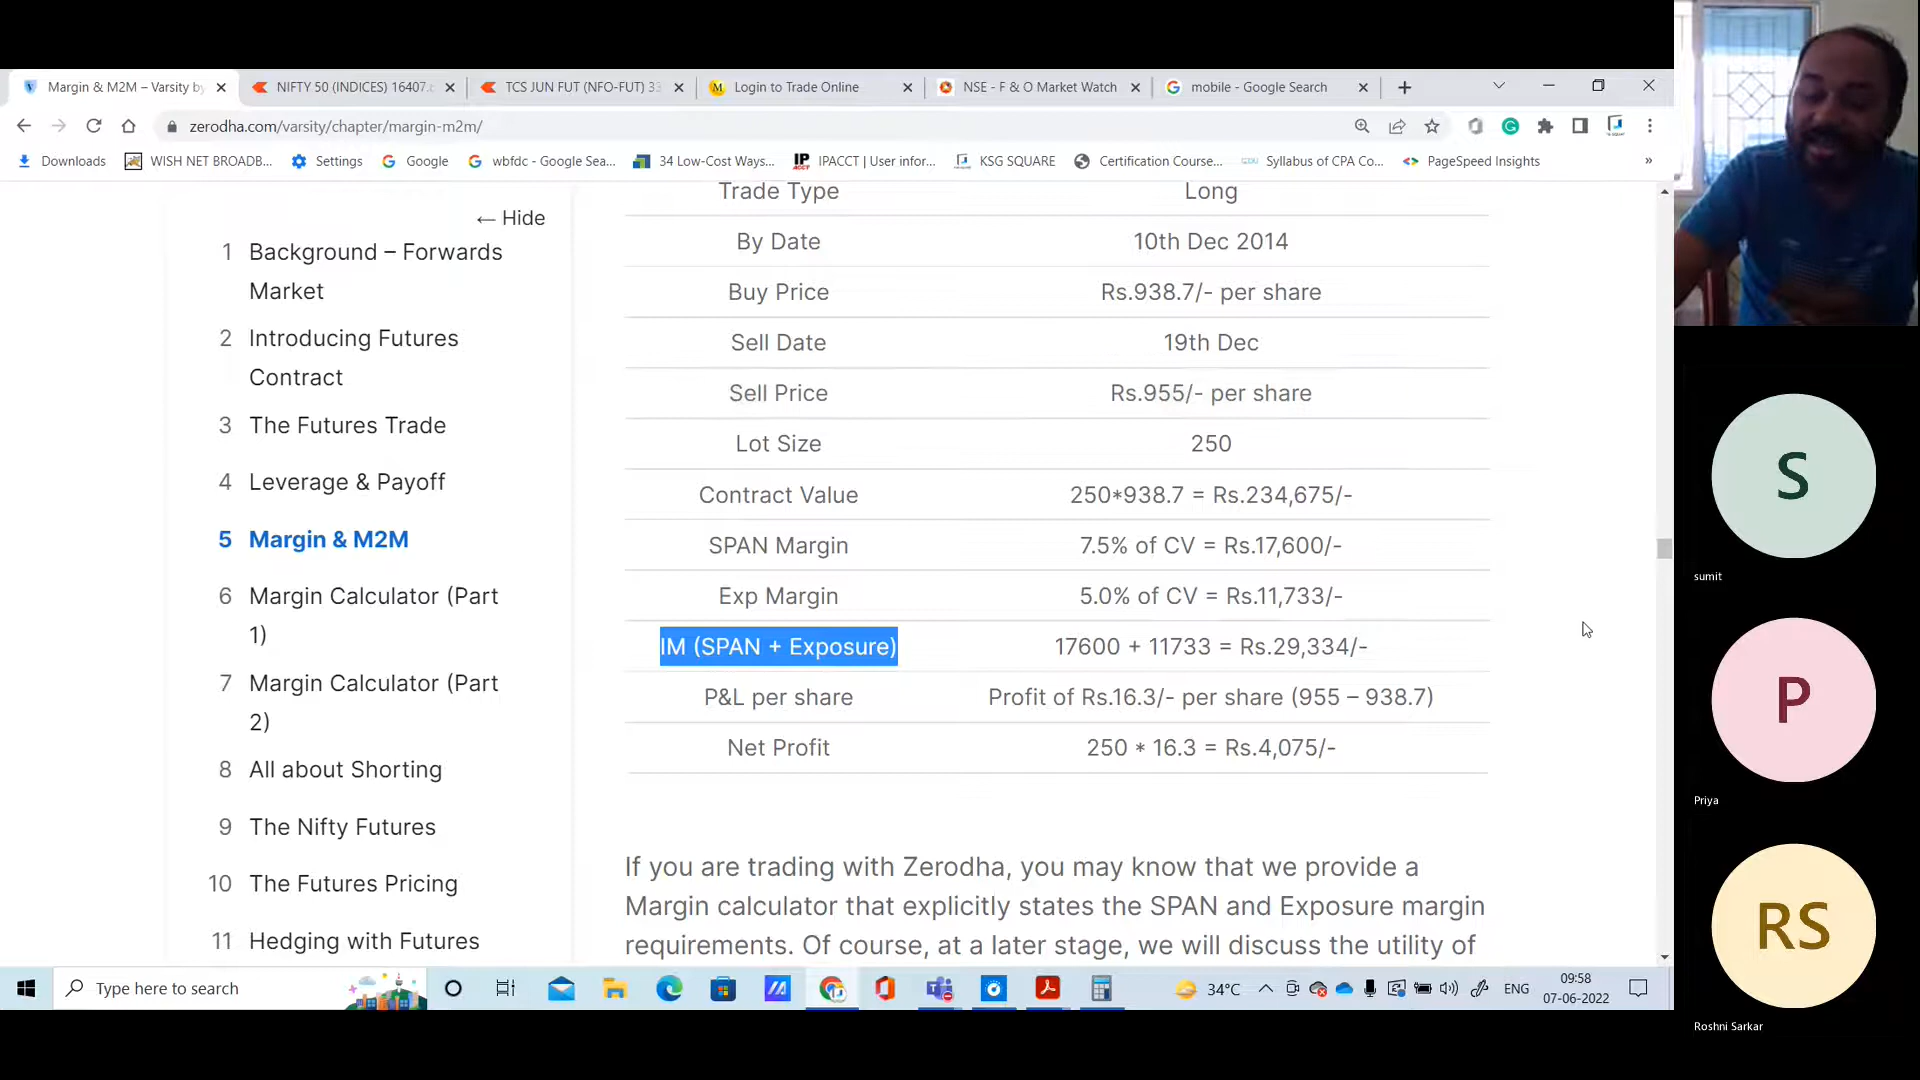 Margin & M2M – Varsity by
NIFTY 50 (INDICES) 16407.
TCS JUN FUT (NFO-FUT) 33
Login to Trade Online
NSE - F & O Market Watch
mobile - Google Search
zerodha.com/varsity/chapter/margin-m2m/
Downloads
WISH NET BROADB...
Settings
Google
wbfdc - Google Sea...
34 Low-Cost Ways...
IPACCT | User infor...
KSG SQUARE
Certification Course...
Syllabus of CPA Co...
PageSpeed Insights
»
← Hide
1 Background – Forwards
Market
2 Introducing Futures
Contract
3 The Futures Trade
4 Leverage & Payoff
5 Margin & M2M
6 Margin Calculator (Part
1)
7 Margin Calculator (Part
2)
8 All about Shorting
9 The Nifty Futures
10 The Futures Pricing
11 Hedging with Futures
Trade Type Long
By Date 10th Dec 2014
Buy Price Rs.938.7/- per share
Sell Date 19th Dec
Sell Price Rs.955/- per share
Lot Size 250
Contract Value 250*938.7 = Rs.234,675/-
SPAN Margin 7.5% of CV = Rs.17,600/-
Exp Margin 5.0% of CV = Rs.11,733/-
IM (SPAN + Exposure) 17600 + 11733 = Rs.29,334/-
P&L per share Profit of Rs.16.3/- per share (955 – 938.7)
Net Profit 250 * 16.3 = Rs.4,075/-
If you are trading with Zerodha, you may know that we provide a
Margin calculator that explicitly states the SPAN and Exposure margin
requirements. Of course, at a later stage, we will discuss the utility of
S
sumit
P
Priya
RS
Roshni Sarkar
Type here to search
34°C
ENG
09:58
07-06-2022